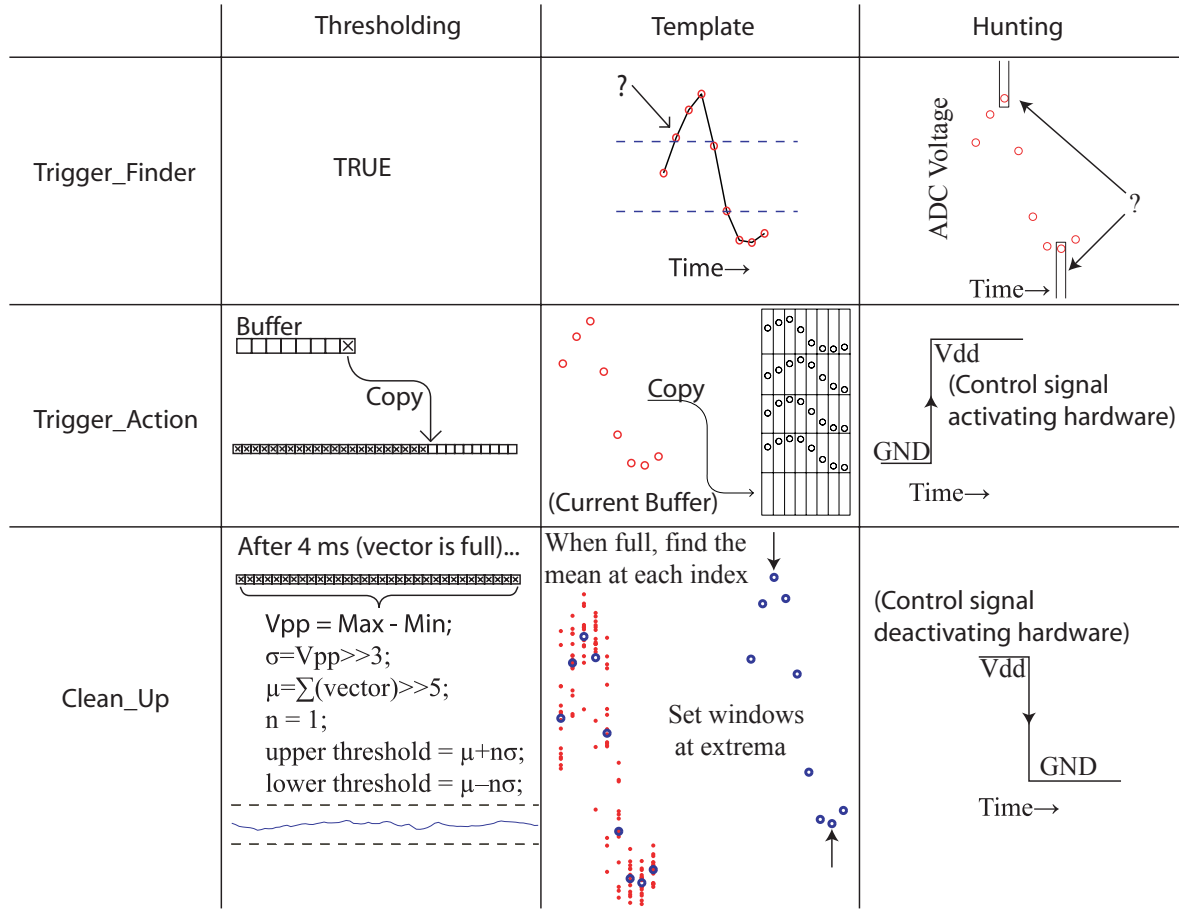 Thresholding
Template
Hunting
Trigger_Finder
TRUE
?
Time→
ADC Voltage
?
Time→
Trigger_Action
Buffer
Copy
Copy
(Current Buffer)
Vdd
(Control signal
activating hardware)
GND
Time→
Clean_Up
After 4 ms (vector is full)...
Vpp = Max - Min;
σ=Vpp>>3;
µ=∑(vector)>>5;
n = 1;
upper threshold = µ+nσ;
lower threshold = µ–nσ;
When full, find the
mean at each index
Set windows
at extrema
(Control signal
deactivating hardware)
Vdd
GND
Time→